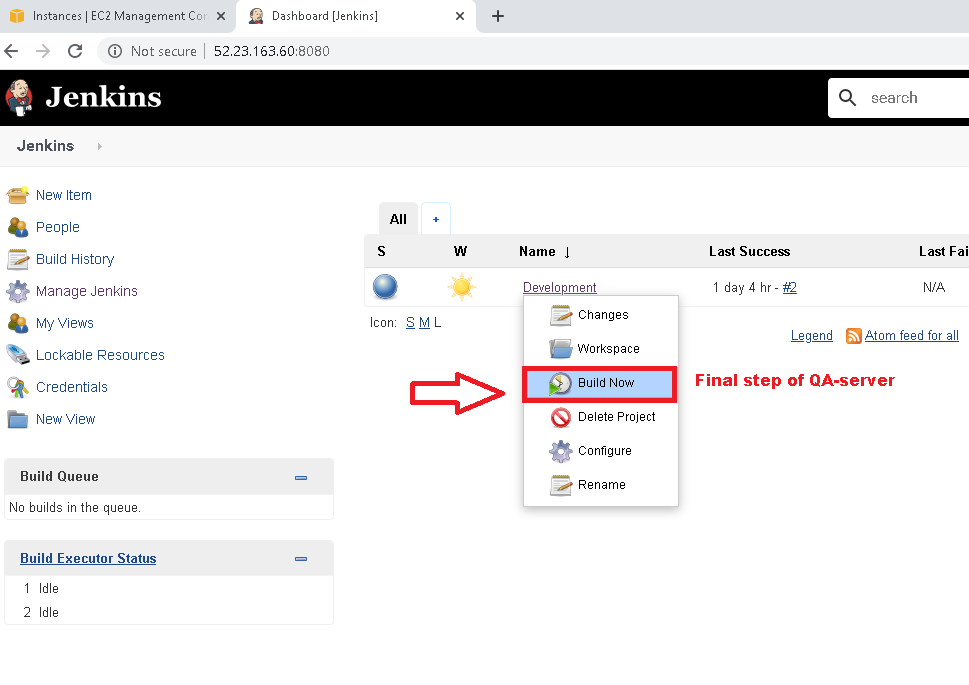 Instances | EC2 Management Con
Dashboard [Jenkins]
Not secure | 52.23.163.60:8080
Jenkins
search
Jenkins
New Item
People
Build History
Manage Jenkins
My Views
Lockable Resources
Credentials
New View
Build Queue
No builds in the queue.
Build Executor Status
1 Idle
2 Idle
All +
S W Name ↓ Last Success Last Fai
Development 1 day 4 hr - #2 N/A
Icon: S M L
Legend Atom feed for all
Changes
Workspace
Build Now
Delete Project
Configure
Rename
Final step of QA-server